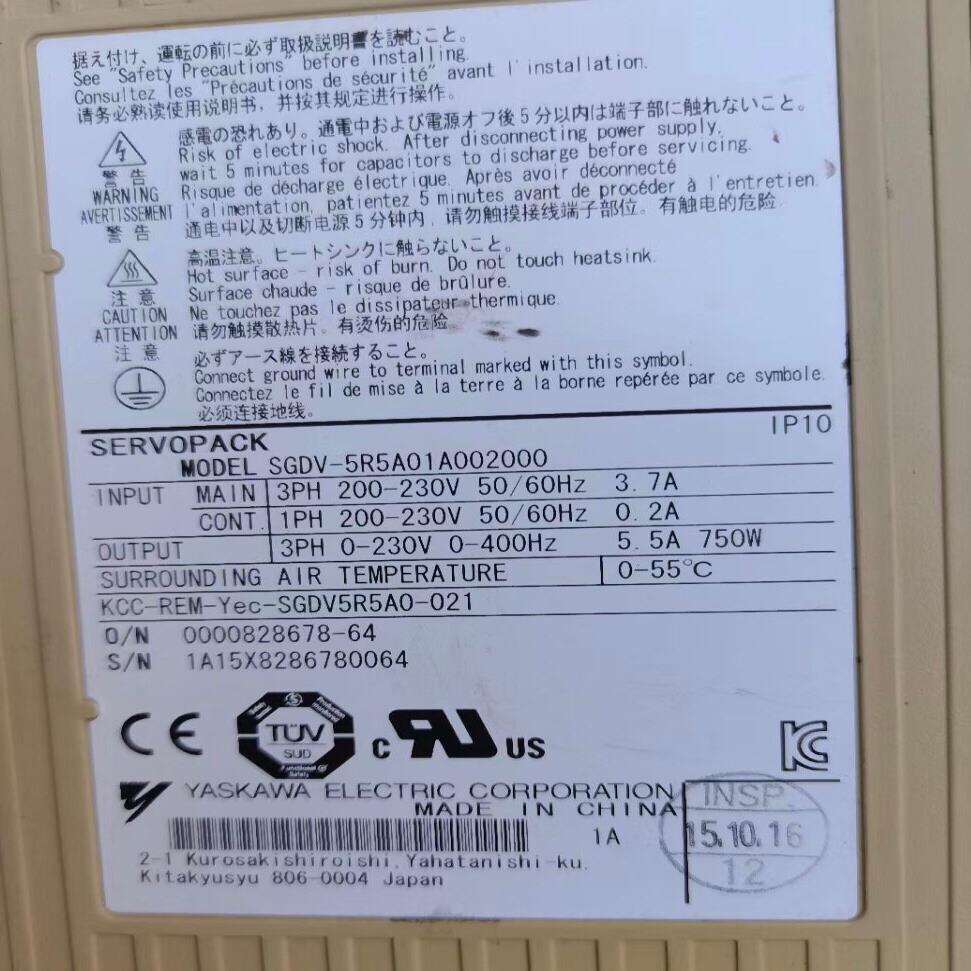 据え付け、運転の前に必ず取扱説明書を読むこと。
See "Safety Precautions" before installing.
Consultez les "Précautions de sécurité" avant l'installation.
请务必熟读使用说明书, 并按其规定进行操作。
感電の恐れあり。通電中および電源オフ後5分以内は端子部に触れないこと。
Risk of electric shock. After disconnecting power supply,
wait 5 minutes for capacitors to discharge before servicing.
Risque de décharge électrique. Après avoir déconnecté
l'alimentation, patientez 5 minutes avant de procéder à l'entretien.
通电中以及切断电源5分钟内, 请勿触摸接线端子部位。有触电的危险
警告
WARNING
AVERTISSEMENT
警告
高温注意。ヒートシンクに触らないこと。
Hot surface - risk of burn. Do not touch heatsink.
Surface chaude - risque de brûlure.
Ne touchez pas le dissipateur thermique.
请勿触摸散热片。有烫伤的危险
注意
CAUTION
ATTENTION
注意
必ずアース線を接続すること。
Connect ground wire to terminal marked with this symbol.
Connectez le fil de mise à la terre à la borne repérée par ce symbole.
必须连接地线。
IP10
SERVOPACK
MODEL SGDV-5R5A01A002000
INPUT MAIN 3PH 200-230V 50/60Hz 3.7A
CONT. 1PH 200-230V 50/60Hz 0.2A
OUTPUT 3PH 0-230V 0-400Hz 5.5A 750W
SURROUNDING AIR TEMPERATURE 0-55℃
KCC-REM-Yec-SGDV5R5A0-021
O/N 0000828678-64
S/N 1A15X8286780064
CE
TÜV
SUD
Functional
Safety
c RU US
KC
YASKAWA ELECTRIC CORPORATION
MADE IN CHINA
1A
INSP.
15.10.16
12
2-1 Kurosakishiroishi, Yahatanishi-ku,
Kitakyusyu 806-0004 Japan